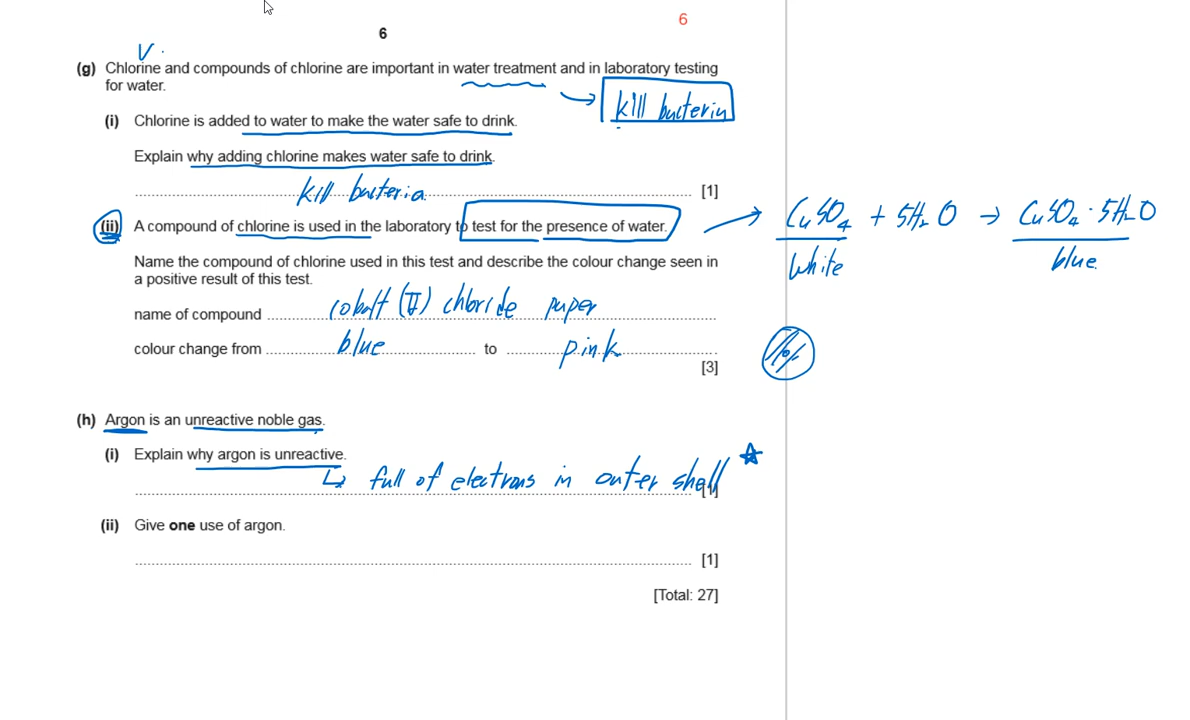 6
6
V
(g) Chlorine and compounds of chlorine are important in water treatment and in laboratory testing
for water.
kill bacteria
(i) Chlorine is added to water to make the water safe to drink.
Explain why adding chlorine makes water safe to drink.
kill bacteria [1]
(ii) A compound of chlorine is used in the laboratory to test for the presence of water.
CuSO4 + 5H2O → CuSO4 · 5H2O
white blue
Name the compound of chlorine used in this test and describe the colour change seen in
a positive result of this test.
name of compound cobalt (II) chloride paper
colour change from blue to pink
[3]
(h) Argon is an unreactive noble gas.
(i) Explain why argon is unreactive.
full of electrons in outer shell [1]
(ii) Give one use of argon.
[1]
[Total: 27]